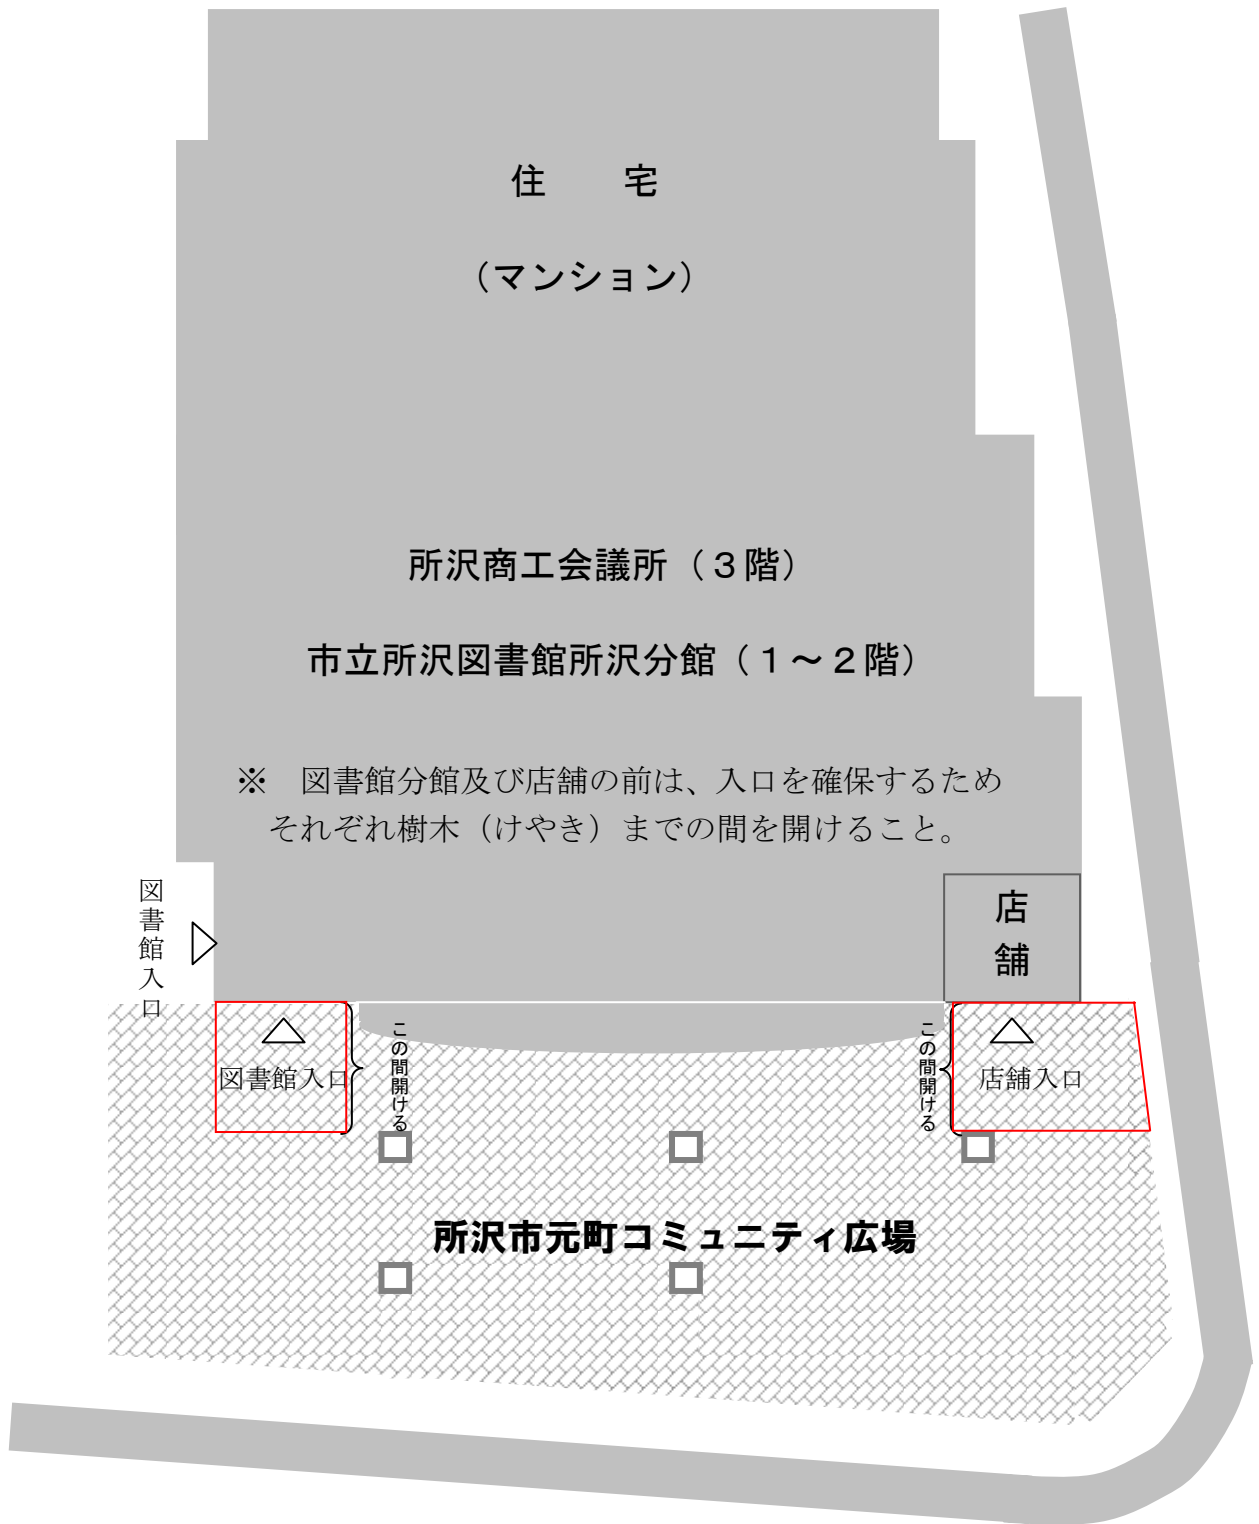 住　　宅
（マンション）
所沢商工会議所（３階）
市立所沢図書館所沢分館（１～２階）
※　図書館分館及び店舗の前は、入口を確保するため
それぞれ樹木（けやき）までの間を開けること。
図書館入口
店
舗
この間開ける
この間開ける
図書館入口
店舗入口
所沢市元町コミュニティ広場